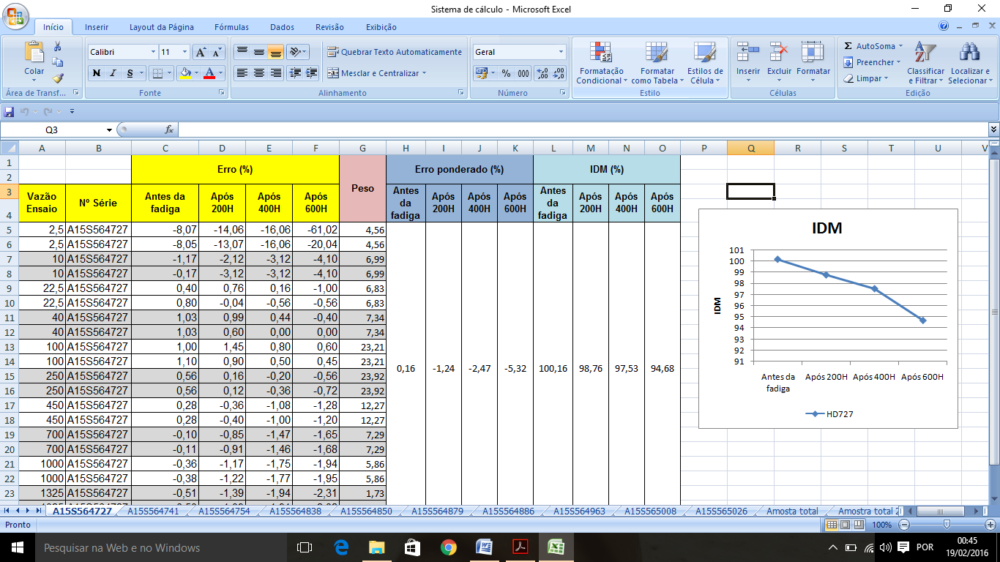 Sistema de cálculo - Microsoft Excel
Início Inserir Layout da Página Fórmulas Dados Revisão Exibição
Colar
Área de Transf...
Calibri 11 A A
N I S A
Fonte
Quebrar Texto Automaticamente
Mesclar e Centralizar
Alinhamento
Geral
% 000 ,00 ,00
Número
Formatação Condicional
Formatar como Tabela
Estilos de Célula
Estilo
Inserir Excluir Formatar
Células
Σ AutoSoma
Preencher
Limpar
Classificar e Filtrar
Localizar e Selecionar
Edição
Q3 fx
A B C D E F G H I J K L M N O P Q R S T U V
1 Erro (%) Peso Erro ponderado (%) IDM (%)
2
3 Vazão Ensaio Nº Série Antes da fadiga Após 200H Após 400H Após 600H Antes da fadiga Após 200H Após 400H Após 600H Antes da fadiga Após 200H Após 400H Após 600H
4
5 2,5 A15S564727 -8,07 -14,06 -16,06 -61,02 4,56
6 2,5 A15S564727 -8,05 -13,07 -16,06 -20,04 4,56
7 10 A15S564727 -1,17 -2,12 -3,12 -4,10 6,99
8 10 A15S564727 -0,17 -3,12 -3,12 -4,10 6,99
9 22,5 A15S564727 0,40 0,76 0,16 -1,00 6,83
10 22,5 A15S564727 0,80 -0,04 -0,56 -0,56 6,83
11 40 A15S564727 1,03 0,99 0,44 -0,40 7,34
12 40 A15S564727 1,03 0,60 0,00 0,00 7,34
13 100 A15S564727 1,00 1,45 0,80 0,60 23,21
14 100 A15S564727 1,10 0,90 0,50 0,45 23,21 0,16 -1,24 -2,47 -5,32 100,16 98,76 97,53 94,68
15 250 A15S564727 0,56 0,16 -0,20 -0,56 23,92
16 250 A15S564727 0,56 0,12 -0,36 -0,72 23,92
17 450 A15S564727 0,28 -0,36 -1,08 -1,28 12,27
18 450 A15S564727 0,28 -0,40 -1,00 -1,20 12,27
19 700 A15S564727 -0,10 -0,85 -1,47 -1,65 7,29
20 700 A15S564727 -0,11 -0,91 -1,46 -1,68 7,29
21 1000 A15S564727 -0,36 -1,17 -1,75 -1,94 5,86
22 1000 A15S564727 -0,38 -1,22 -1,77 -1,95 5,86
23 1325 A15S564727 -0,51 -1,39 -1,94 -2,31 1,73
IDM
IDM
101
100
99
98
97
96
95
94
93
92
91
Antes da fadiga Após 200H Após 400H Após 600H
HD727
A15S564727 A15S564741 A15S564754 A15S564838 A15S564850 A15S564879 A15S564886 A15S564963 A15S565008 A15S565026 Amosta total Amostra total 2
Pronto 100%
Pesquisar na Web e no Windows
POR
00:45
19/02/2016